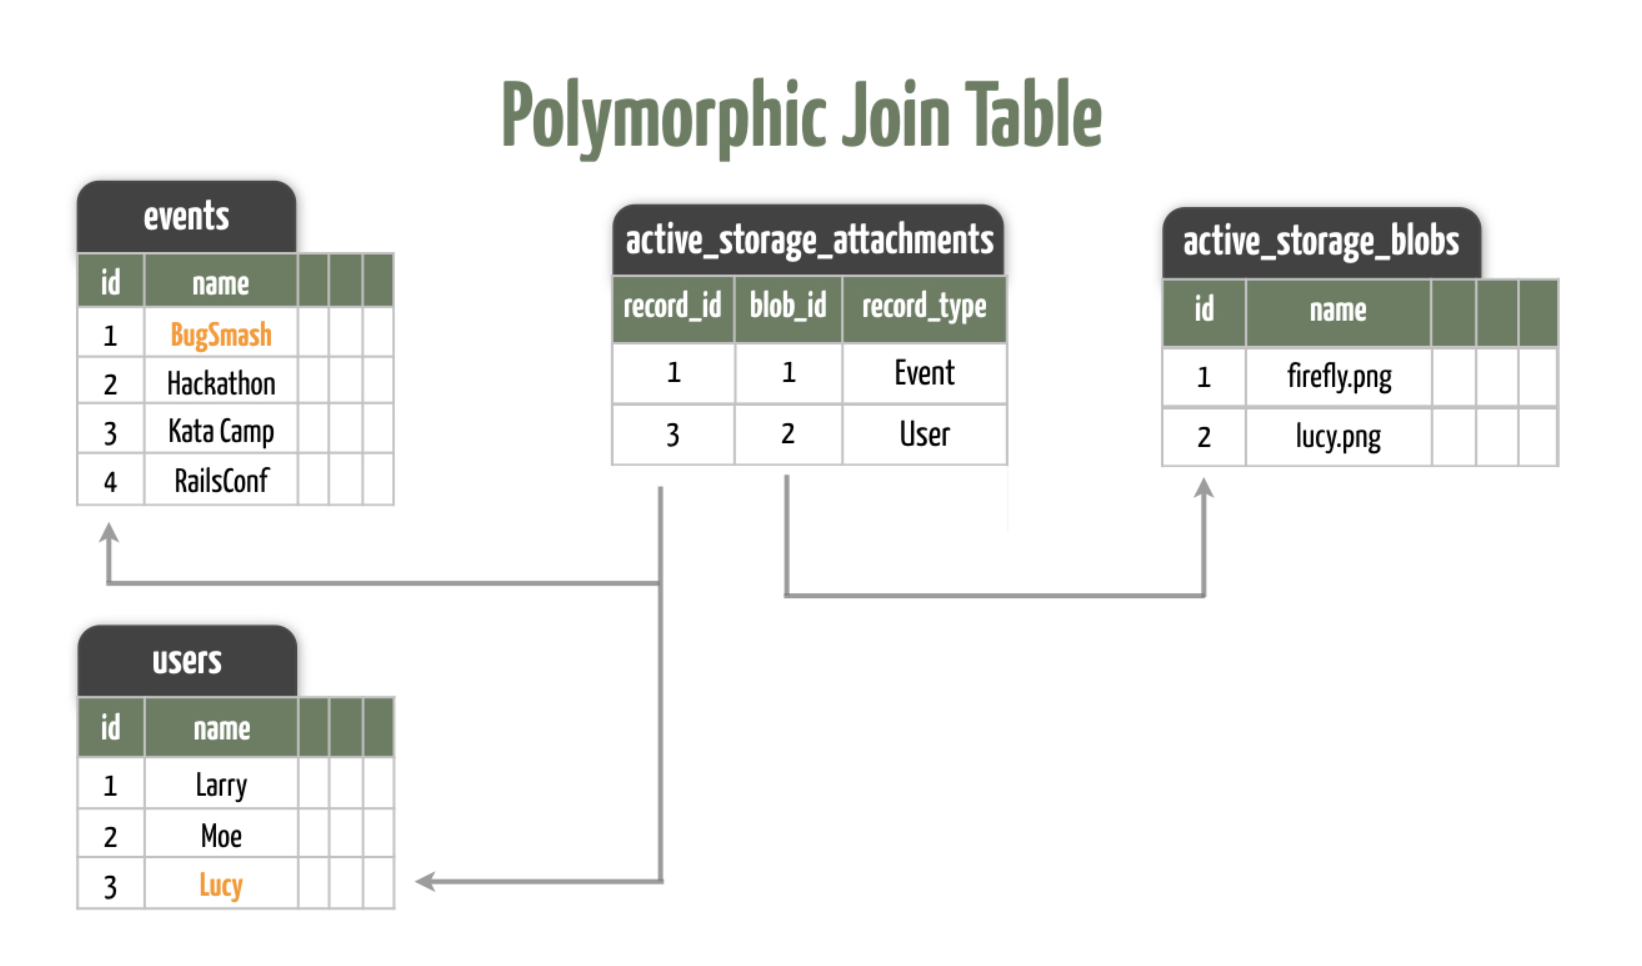 Polymorphic Join Table
events
id name
1 BugSmash
2 Hackathon
3 Kata Camp
4 RailsConf
active_storage_attachments
record_id blob_id record_type
1 1 Event
3 2 User
active_storage_blobs
id name
1 firefly.png
2 lucy.png
users
id name
1 Larry
2 Moe
3 Lucy